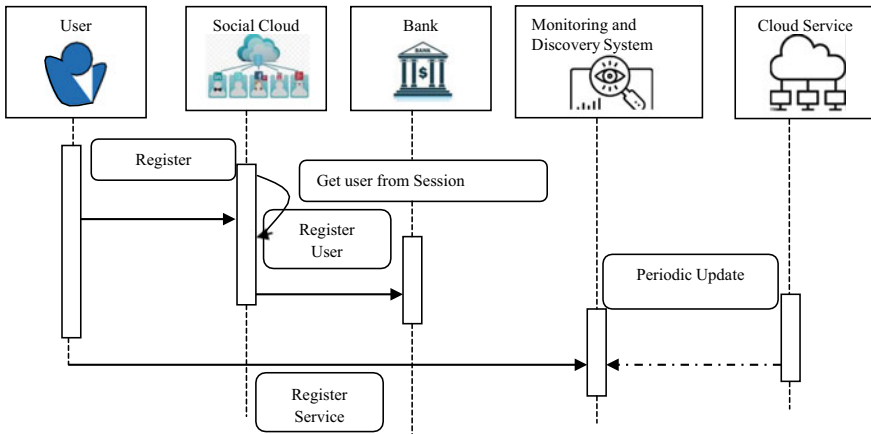 User
Social Cloud
Bank
Monitoring and
Discovery System
Cloud Service
BANK
$
Register
Get user from Session
Register
User
Periodic Update
Register
Service